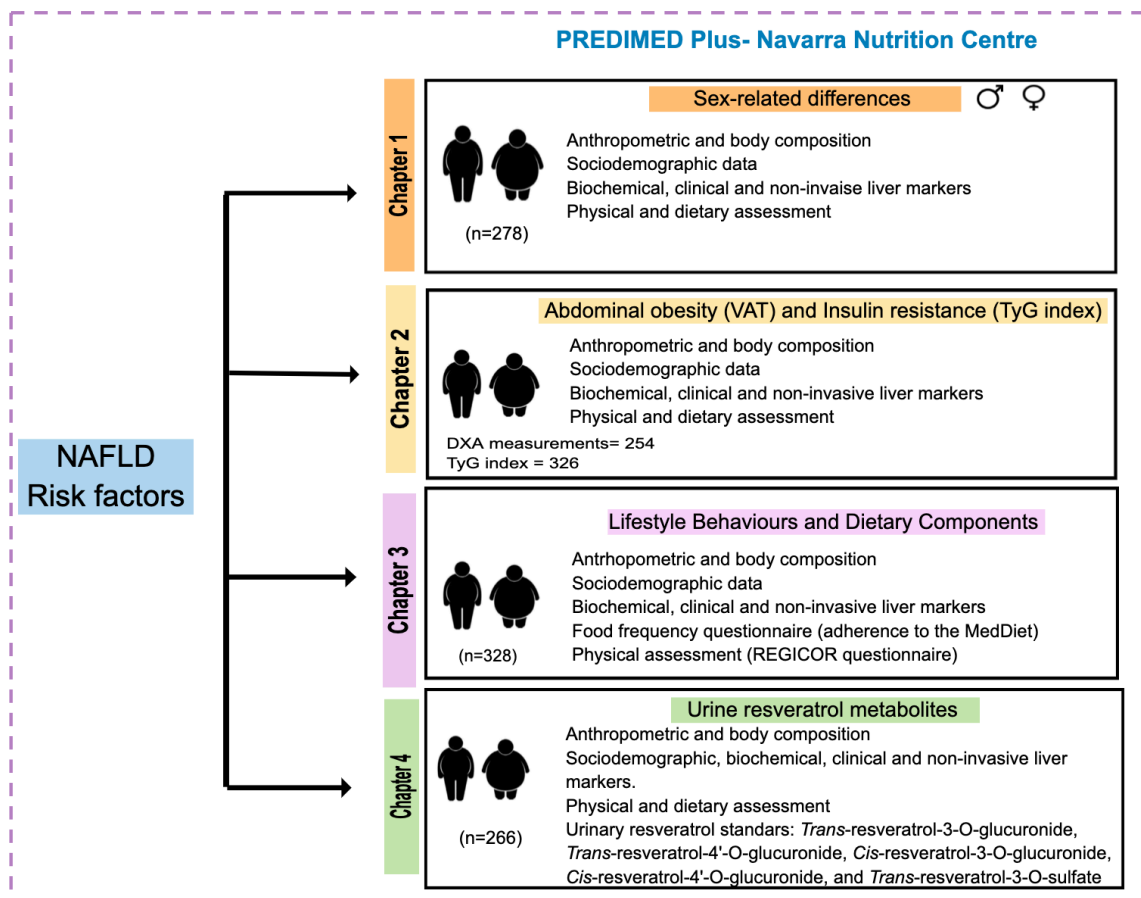 PREDIMED Plus- Navarra Nutrition Centre
NAFLD
Risk factors
Chapter 1
Sex-related differences
Anthropometric and body composition
Sociodemographic data
Biochemical, clinical and non-invaise liver markers
Physical and dietary assessment
(n=278)
Chapter 2
Abdominal obesity (VAT) and Insulin resistance (TyG index)
Anthropometric and body composition
Sociodemographic data
Biochemical, clinical and non-invasive liver markers
Physical and dietary assessment
DXA measurements= 254
TyG index = 326
Chapter 3
Lifestyle Behaviours and Dietary Components
Antrhopometric and body composition
Sociodemographic data
Biochemical, clinical and non-invasive liver markers
Food frequency questionnaire (adherence to the MedDiet)
Physical assessment (REGICOR questionnaire)
(n=328)
Chapter 4
Urine resveratrol metabolites
Anthropometric and body composition
Sociodemographic, biochemical, clinical and non-invasive liver
markers.
Physical and dietary assessment
Urinary resveratrol standars: Trans-resveratrol-3-O-glucuronide,
Trans-resveratrol-4'-O-glucuronide, Cis-resveratrol-3-O-glucuronide,
Cis-resveratrol-4'-O-glucuronide, and Trans-resveratrol-3-O-sulfate
(n=266)